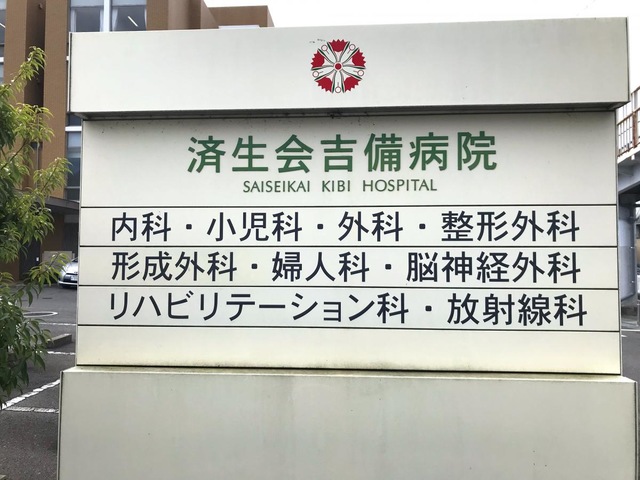 済生会吉備病院
SAISEIKAI KIBI HOSPITAL
内科・小児科・外科・整形外科
形成外科・婦人科・脳神経外科
リハビリテーション科・放射線科